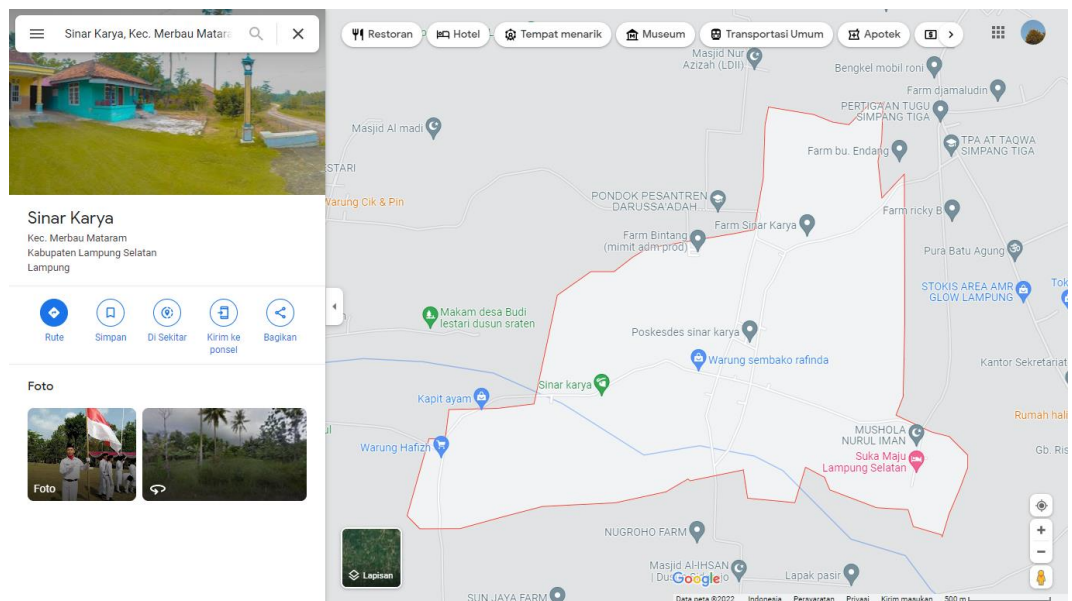 Sinar Karya, Kec. Merbau Matara
Restoran
Hotel
Tempat menarik
Museum
Transportasi Umum
Apotek
Sinar Karya
Kec. Merbau Mataram
Kabupaten Lampung Selatan
Lampung
Rute
Simpan
Di Sekitar
Kirim ke
ponsel
Bagikan
Foto
Foto
Masjid Nur
Azizah (LDII)
Bengkel mobil roni
Farm djamaludin
PERTIGAAN TUGU
SIMPANG TIGA
Masjid Al madi
TPA AT TAQWA
SIMPANG TIGA
Farm bu. Endang
ESTARI
PONDOK PESANTREN
DARUSSA'ADAH
Warung Cik & Pin
Farm ricky B
Farm Sinar Karya
Farm Bintang
(mimit adm prod)
Pura Batu Agung
STOKIS AREA AMR
GLOW LAMPUNG
Tok
Makam desa Budi
lestari dusun sraten
Poskesdes sinar karya
Warung sembako rafinda
Kantor Sekretariat
Sinar karya
Kapit ayam
Rumah hali
MUSHOLA
NURUL IMAN
Warung Hafizh
Gb. Ris
Suka Maju
Lampung Selatan
NUGROHO FARM
Masjid Al-IHSAN
Lapak pasir
Lapisan
Google
SUN JAYA FARM
Data peta ©2022 Indonesia Persyaratan Privasi Kirim masukan 500 m